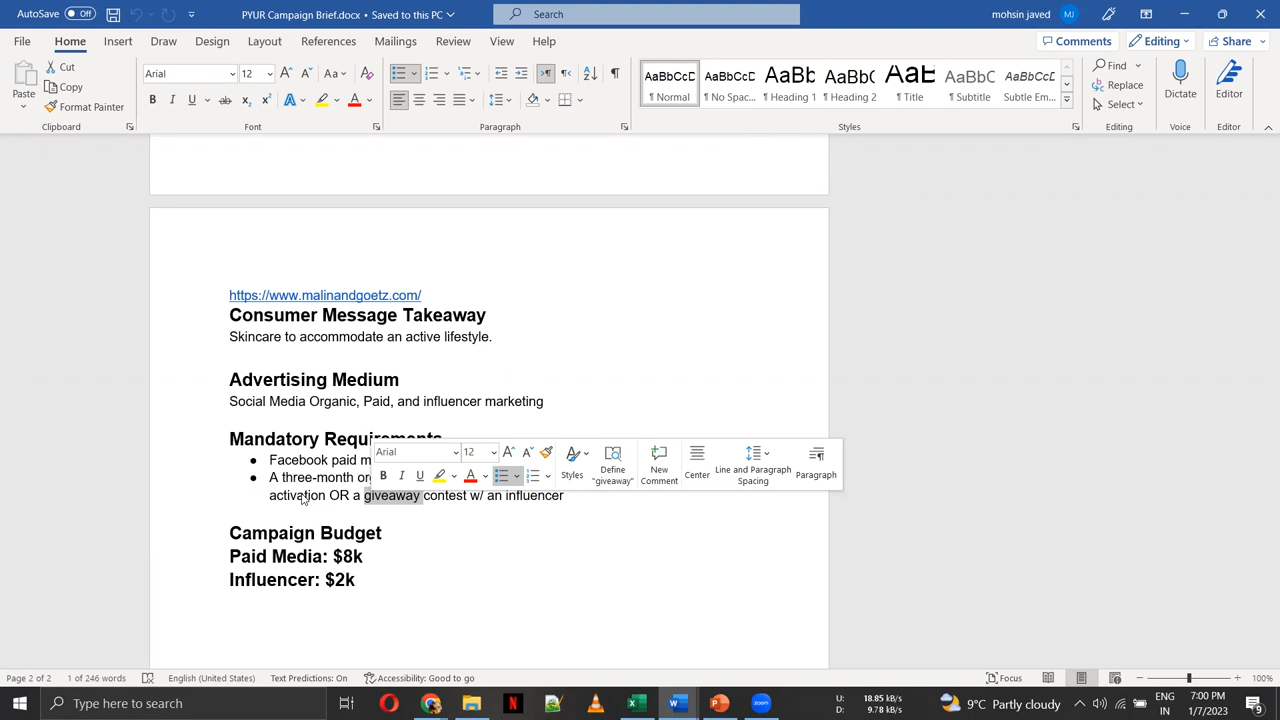 AutoSave Off PYUR Campaign Brief.docx • Saved to this PC Search mohsin javed MJ
File Home Insert Draw Design Layout References Mailings Review View Help Comments Editing Share
Paste Cut Copy Format Painter Clipboard
Arial 12 Aa Font
Paragraph
AaBbCcD AaBbCcD AaBb AaBbC AaBb AaBbC AaBbCcD
¶ Normal ¶ No Spac... ¶ Heading 1 ¶ Heading 2 ¶ Title ¶ Subtitle Subtle Em...
Styles
Find Replace Select Editing
Dictate Voice
Editor Editor
https://www.malinandgoetz.com/
Consumer Message Takeaway
Skincare to accommodate an active lifestyle.
Advertising Medium
Social Media Organic, Paid, and influencer marketing
Mandatory Requirements
● Facebook paid
● A three-month
activation OR a giveaway contest w/ an influencer
Arial 12
B I U A Styles Define "giveaway" New Comment Center Line and Paragraph Spacing Paragraph
Campaign Budget
Paid Media: $8k
Influencer: $2k
Page 2 of 2 1 of 246 words English (United States) Text Predictions: On Accessibility: Good to go Focus 100%
Type here to search
U: 18.85 kB/s
D: 9.78 kB/s
9°C Partly cloudy
ENG
IN
7:00 PM
1/7/2023
9